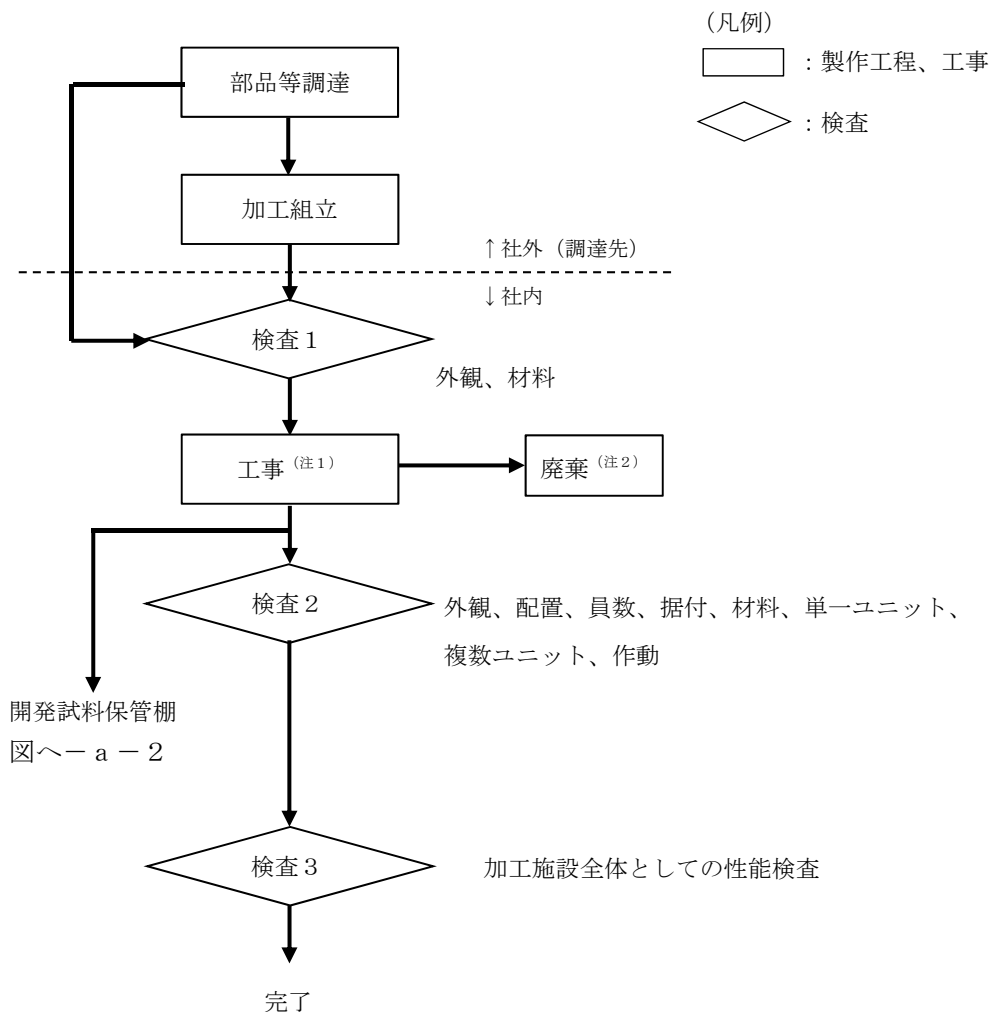 (凡例)
：製作工程、工事
：検査
部品等調達
加工組立
↑社外（調達先）
↓社内
検査１
外観、材料
工事（注１）
廃棄（注２）
検査２
外観、配置、員数、据付、材料、単一ユニット、
複数ユニット、作動
開発試料保管棚
図へ－ａ－２
検査３
加工施設全体としての性能検査
完了